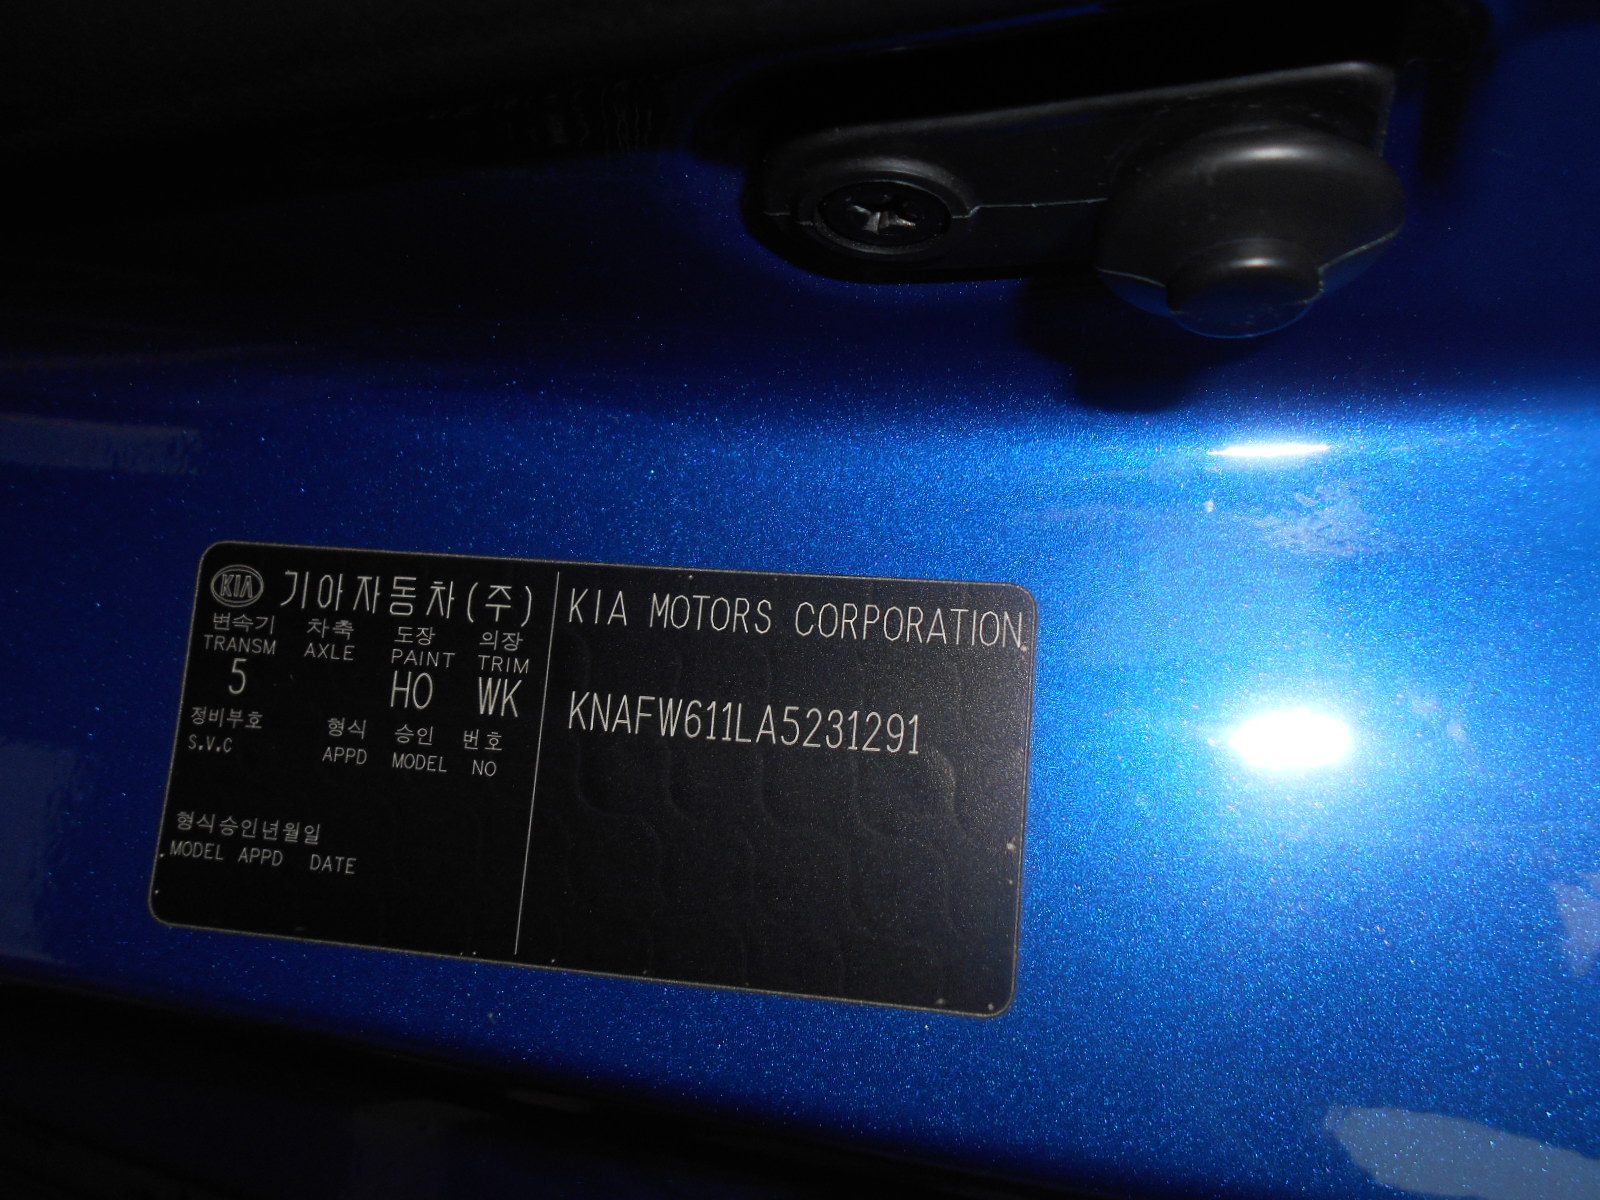 KIA 기아자동차(주)
변속기 차축 도장 의장
TRANSM AXLE PAINT TRIM
5 HO WK
정비부호 형식 승인 번호
S.V.C APPD MODEL NO
형식승인년월일
MODEL APPD DATE
KIA MOTORS CORPORATION
KNAFW611LA5231291